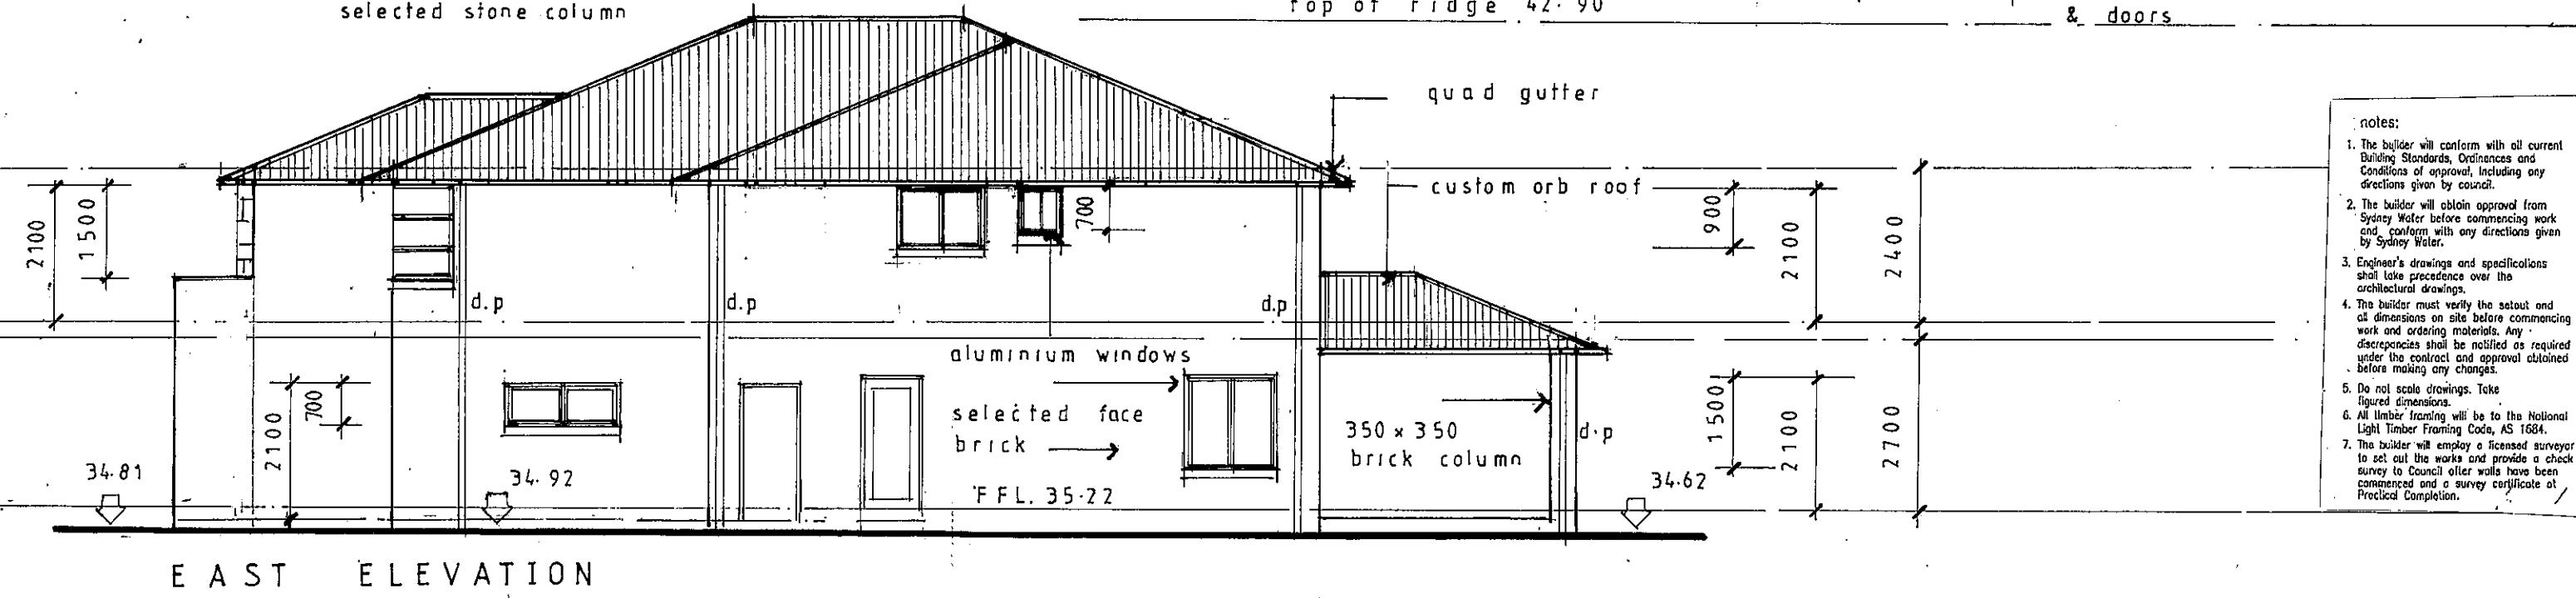 selected stone column
top of ridge 42.90
& doors
quad gutter
custom orb roof
2100
1500
700
900
2100
2400
d.p
d.p
d.p
aluminium windows
selected face
brick
FFL. 35.22
350 x 350
brick column
d.p
2100
700
1500
2100
2700
34.81
34.92
34.62
EAST ELEVATION
notes:
1. The builder will conform with all current
Building Standards, Ordinances and
Conditions of approval, including any
directions given by council.
2. The builder will obtain approval from
Sydney Water before commencing work
and conform with any directions given
by Sydney Water.
3. Engineer's drawings and specifications
shall take precedence over the
architectural drawings.
4. The builder must verify the setout and
all dimensions on site before commencing
work and ordering materials. Any
discrepancies shall be notified as required
under the contract and approval obtained
before making any changes.
5. Do not scale drawings. Take
figured dimensions.
6. All timber framing will be to the National
Light Timber Framing Code, AS 1684.
7. The builder will employ a licensed surveyor
to set out the works and provide a check
survey to Council after walls have been
commenced and a survey certificate at
Practical Completion.